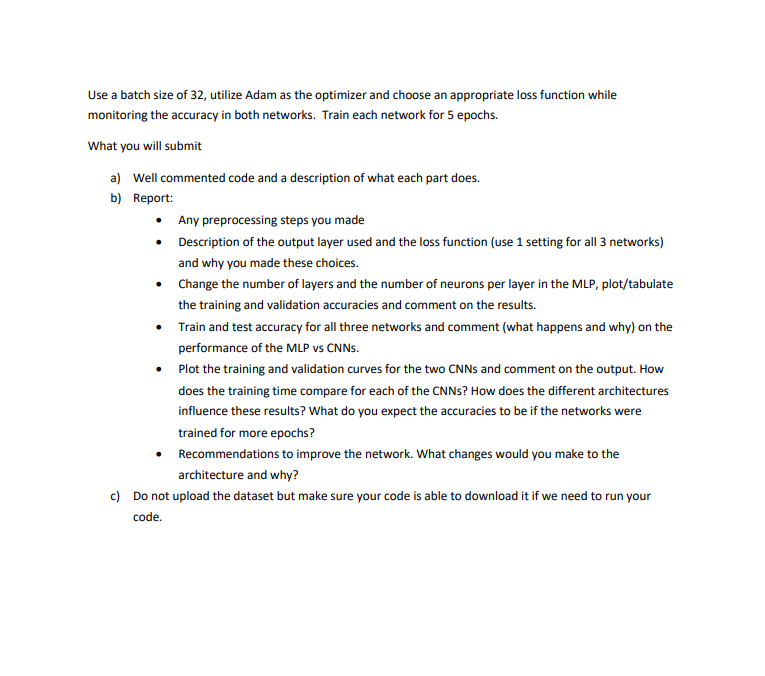 Use a batch size of 32, utilize Adam as the optimizer and choose an appropriate loss function while
monitoring the accuracy in both networks.  Train each network for 5 epochs.
What you will submit
a) Well commented code and a description of what each part does.
b) Report:
• Any preprocessing steps you made
• Description of the output layer used and the loss function (use 1 setting for all 3 networks)
and why you made these choices.
• Change the number of layers and the number of neurons per layer in the MLP, plot/tabulate
the training and validation accuracies and comment on the results.
• Train and test accuracy for all three networks and comment (what happens and why) on the
performance of the MLP vs CNNs.
• Plot the training and validation curves for the two CNNs and comment on the output. How
does the training time compare for each of the CNNs? How does the different architectures
influence these results? What do you expect the accuracies to be if the networks were
trained for more epochs?
• Recommendations to improve the network. What changes would you make to the
architecture and why?
c) Do not upload the dataset but make sure your code is able to download it if we need to run your
code.